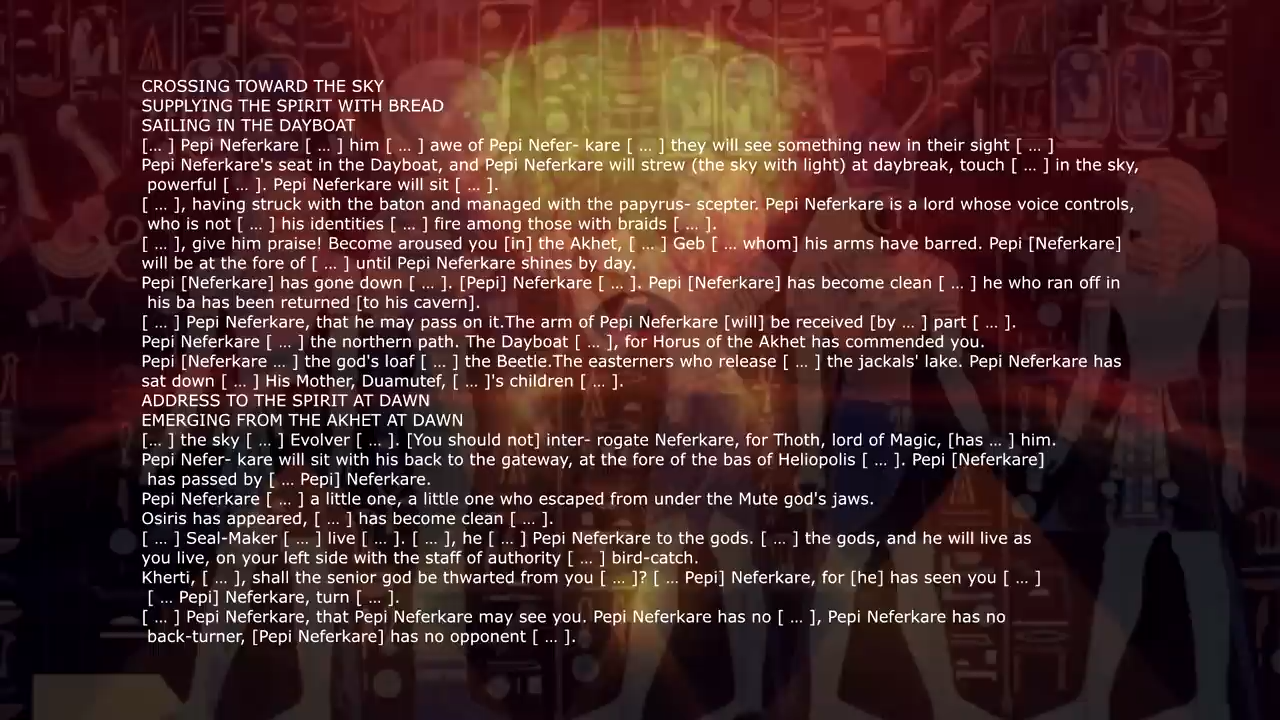 CROSSING TOWARD THE SKY
SUPPLYING THE SPIRIT WITH BREAD
SAILING IN THE DAYBOAT
[... ] Pepi Neferkare [ ... ] him [ ... ] awe of Pepi Nefer- kare [ ... ] they will see something new in their sight [ ... ]
Pepi Neferkare's seat in the Dayboat, and Pepi Neferkare will strew (the sky with light) at daybreak, touch [ ... ] in the sky,
powerful [ ... ]. Pepi Neferkare will sit [ ... ].
[ ... ], having struck with the baton and managed with the papyrus- scepter. Pepi Neferkare is a lord whose voice controls,
who is not [ ... ] his identities [ ... ] fire among those with braids [ ... ].
[ ... ], give him praise! Become aroused you [in] the Akhet, [ ... ] Geb [ ... whom] his arms have barred. Pepi [Neferkare]
will be at the fore of [ ... ] until Pepi Neferkare shines by day.
Pepi [Neferkare] has gone down [ ... ]. [Pepi] Neferkare [ ... ]. Pepi [Neferkare] has become clean [ ... ] he who ran off in
his ba has been returned [to his cavern].
[ ... ] Pepi Neferkare, that he may pass on it.The arm of Pepi Neferkare [will] be received [by ... ] part [ ... ].
Pepi Neferkare [ ... ] the northern path. The Dayboat [ ... ], for Horus of the Akhet has commended you.
Pepi [Neferkare ... ] the god's loaf [ ... ] the Beetle.The easterners who release [ ... ] the jackals' lake. Pepi Neferkare has
sat down [ ... ] His Mother, Duamutef, [ ... ]'s children [ ... ].
ADDRESS TO THE SPIRIT AT DAWN
EMERGING FROM THE AKHET AT DAWN
[... ] the sky [ ... ] Evolver [ ... ]. [You should not] inter- rogate Neferkare, for Thoth, lord of Magic, [has ... ] him.
Pepi Nefer- kare will sit with his back to the gateway, at the fore of the bas of Heliopolis [ ... ]. Pepi [Neferkare]
has passed by [ ... Pepi] Neferkare.
Pepi Neferkare [ ... ] a little one, a little one who escaped from under the Mute god's jaws.
Osiris has appeared, [ ... ] has become clean [ ... ].
[ ... ] Seal-Maker [ ... ] live [ ... ]. [ ... ], he [ ... ] Pepi Neferkare to the gods. [ ... ] the gods, and he will live as
you live, on your left side with the staff of authority [ ... ] bird-catch.
Kherti, [ ... ], shall the senior god be thwarted from you [ ... ]? [ ... Pepi] Neferkare, for [he] has seen you [ ... ]
[ ... Pepi] Neferkare, turn [ ... ].
[ ... ] Pepi Neferkare, that Pepi Neferkare may see you. Pepi Neferkare has no [ ... ], Pepi Neferkare has no
back-turner, [Pepi Neferkare] has no opponent [ ... ].